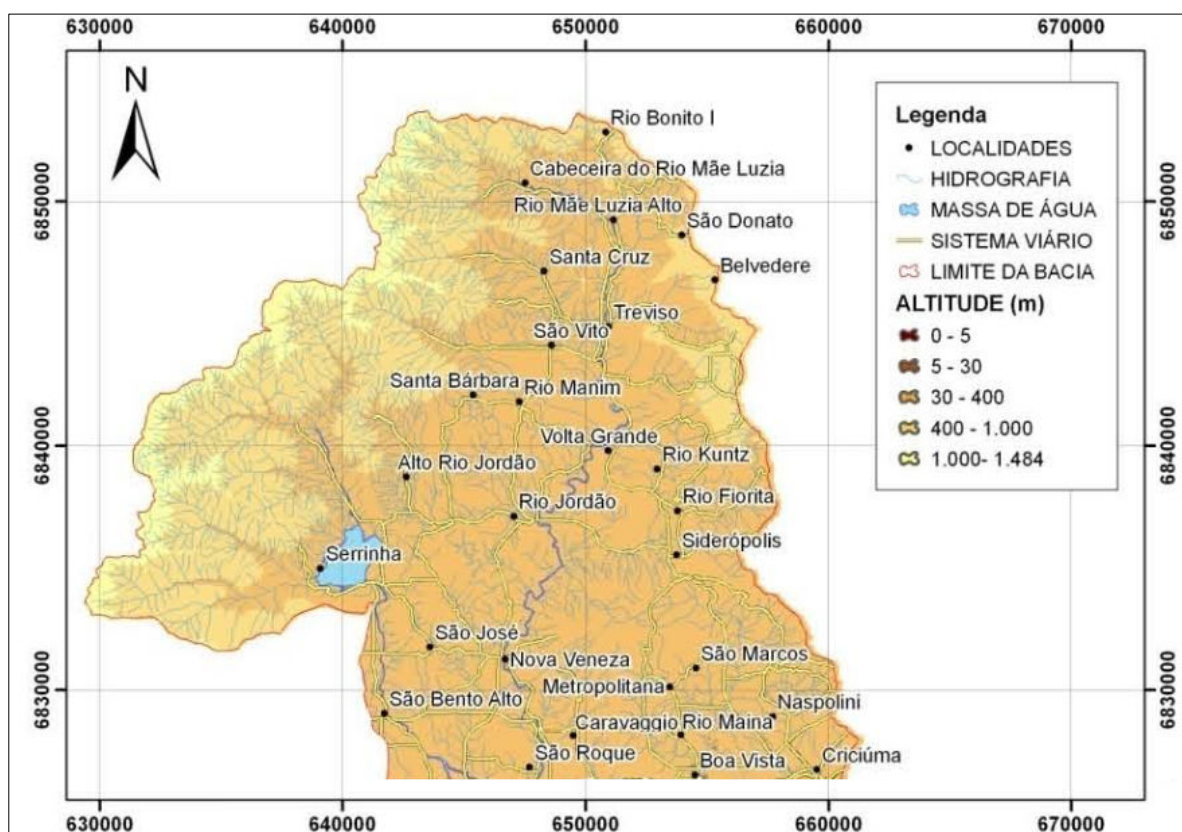 630000 640000 650000 660000 670000
N
Legenda
LOCALIDADES
HIDROGRAFIA
MASSA DE ÁGUA
SISTEMA VIÁRIO
LIMITE DA BACIA
ALTITUDE (m)
0 - 5
5 - 30
30 - 400
400 - 1.000
1.000- 1.484
Rio Bonito I
Cabeceira do Rio Mãe Luzia
6850000 6850000
Rio Mãe Luzia Alto
São Donato
Santa Cruz
Belvedere
Treviso
São Vito
Santa Bárbara
Rio Manim
6840000 6840000
Volta Grande
Rio Kuntz
Alto Rio Jordão
Rio Jordão
Rio Fiorita
Siderópolis
Serrinha
São José
Nova Veneza
São Marcos
6830000 6830000
Metropolitana
São Bento Alto
Naspolini
Caravaggio
Rio Maina
São Roque
Boa Vista
Criciúma
630000 640000 650000 660000 670000